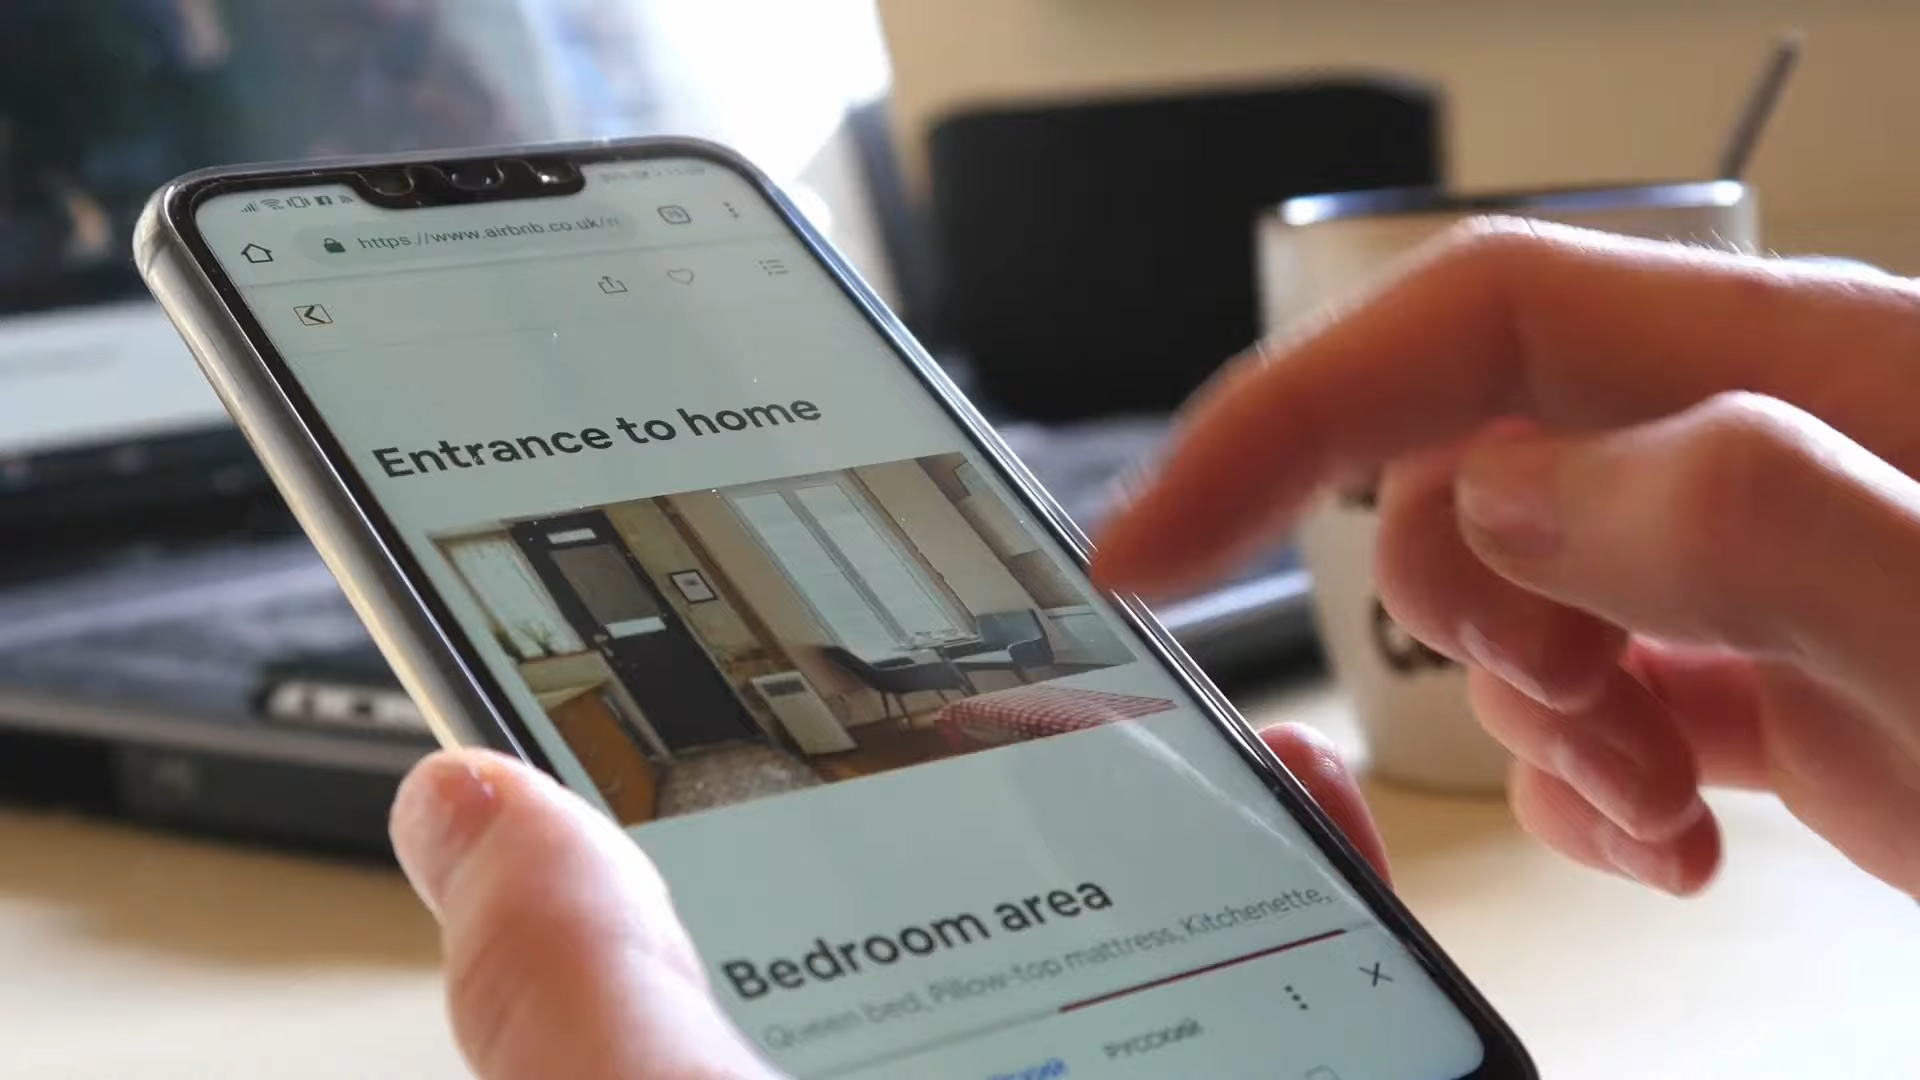 https://www.airbnb.co.uk/
Entrance to home
Bedroom area
Queen bed, Pillow-top mattress, Kitchenette,
русский